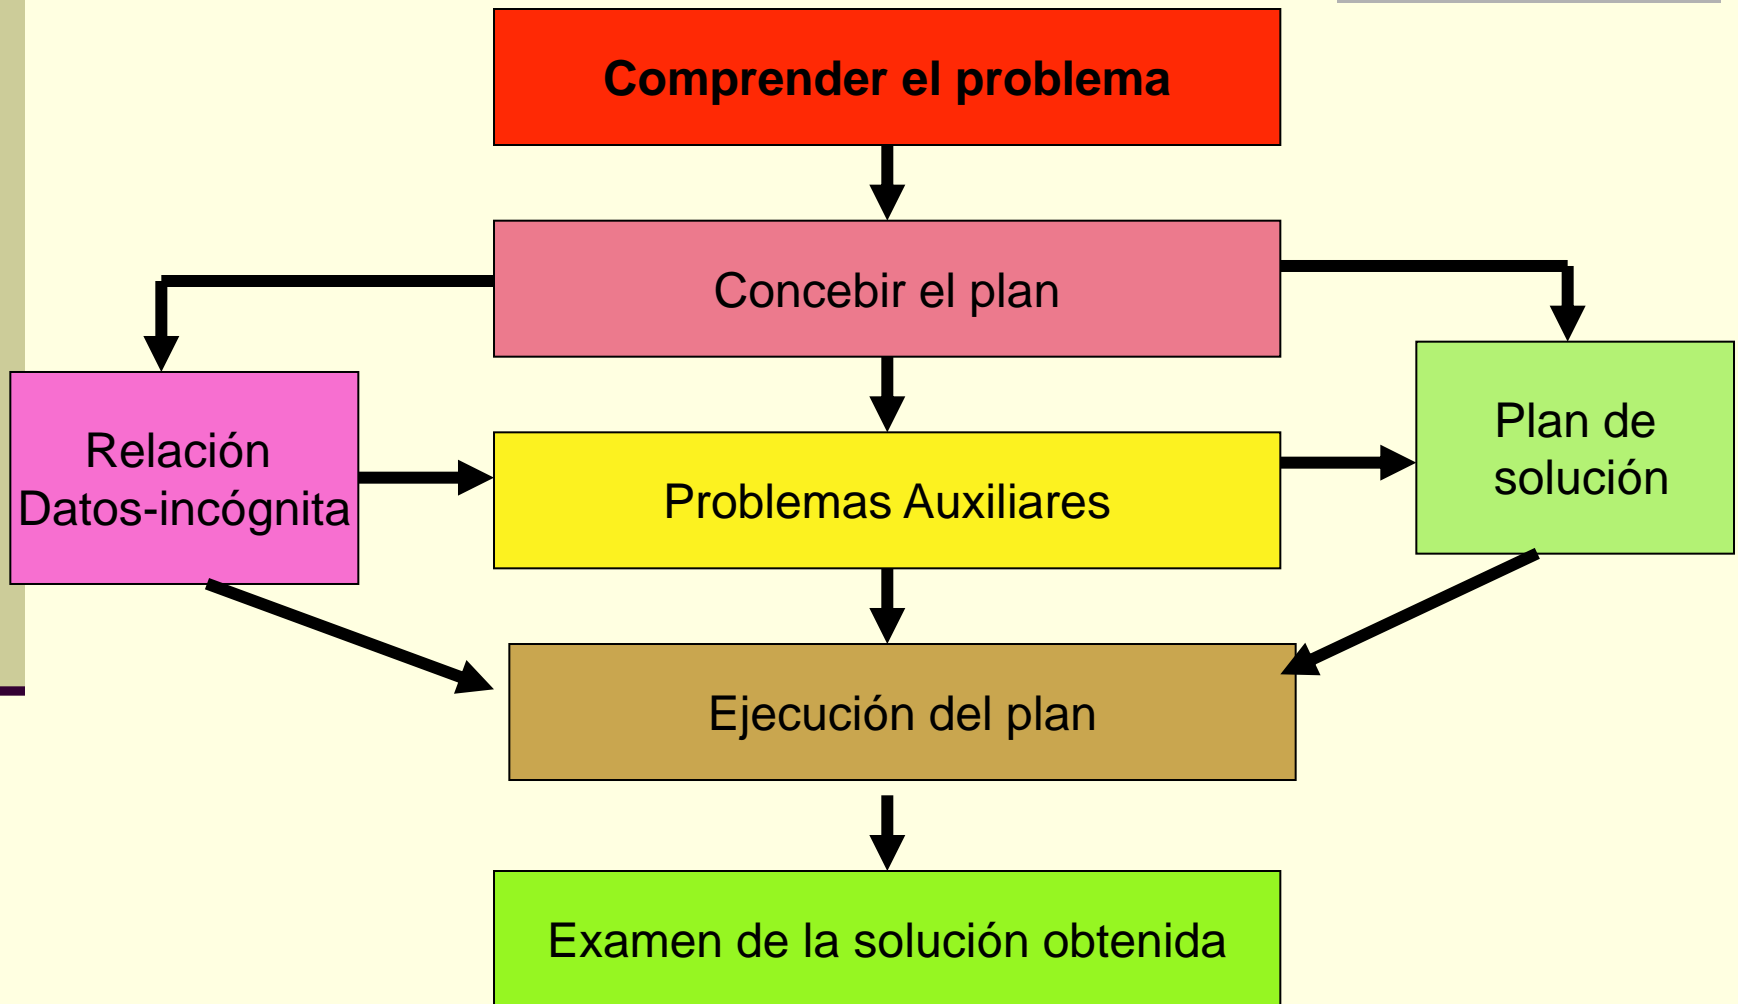 Comprender el problema
Concebir el plan
Relación
Datos-incógnita
Problemas Auxiliares
Plan de
solución
Ejecución del plan
Examen de la solución obtenida